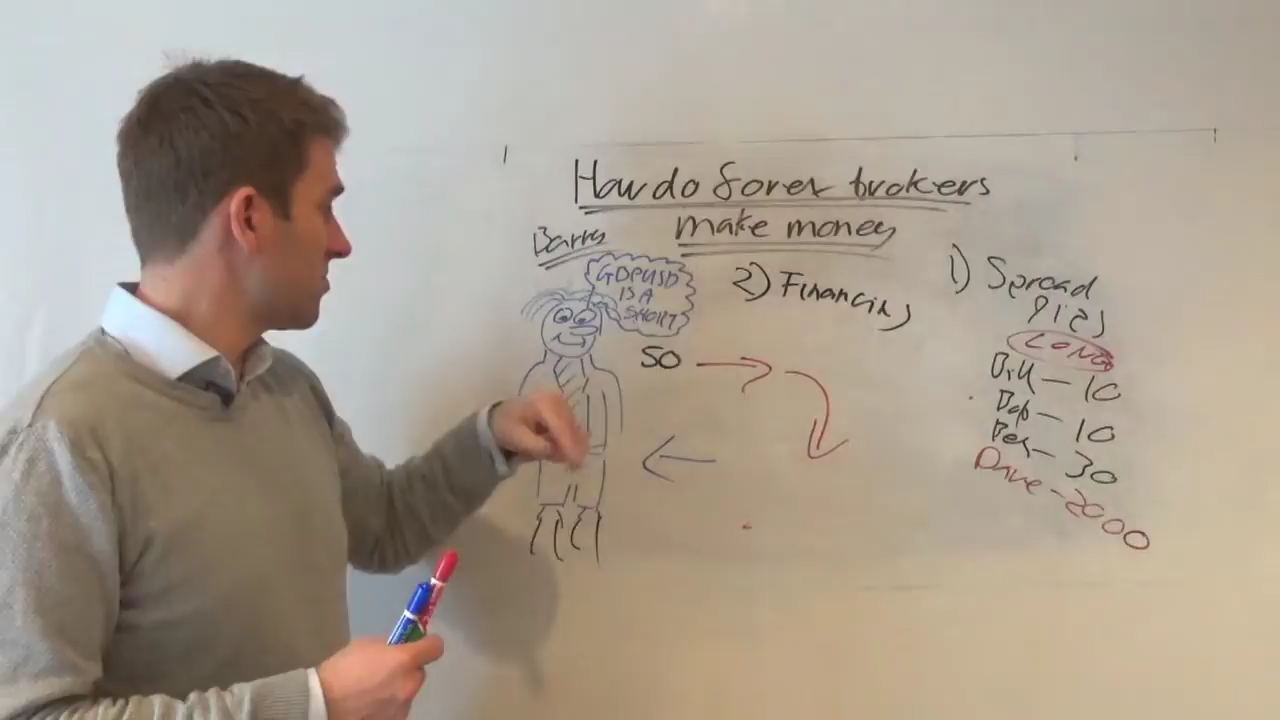 How do forex brokers
make money
Barry
GBPUSD
IS A
SHORT
50
2) Financing
1) Spread
LONG
Bill – 10
Bob – 10
Ben – 30
Dave – 2000